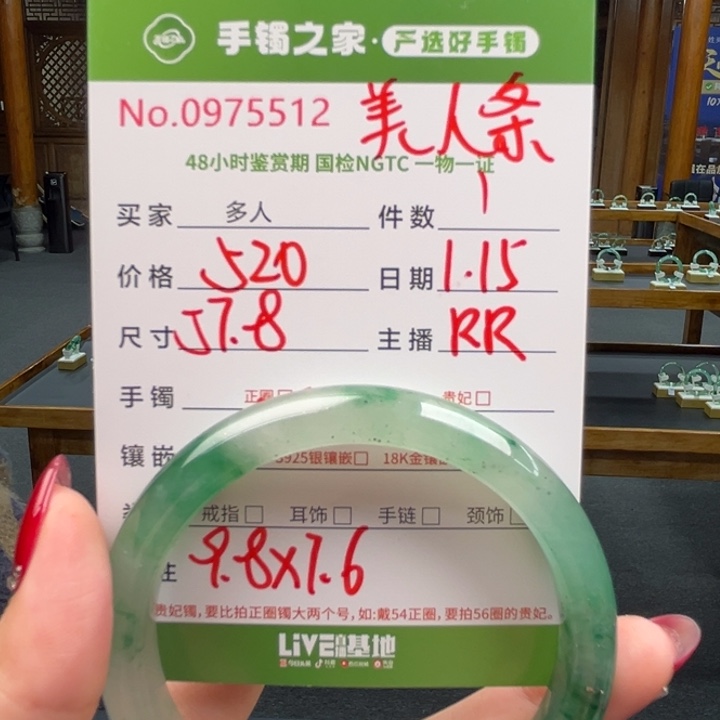 手镯之家·严选好手镯
No.0975512 美人条
48小时鉴赏期 国检NGTC 一物一证
买家 多人 件数 1
价格 520 日期 1.15
尺寸 57.8 主播 RR
手镯 正圈 贵妃
镶嵌 S925银镶嵌 18K金镶
戒指 耳饰 手链 颈饰
注 9.8X7.6
贵妃镯,要比拍正圈镯大两个号,如:戴54正圈,要拍56圈的贵妃。
LIVE 基地